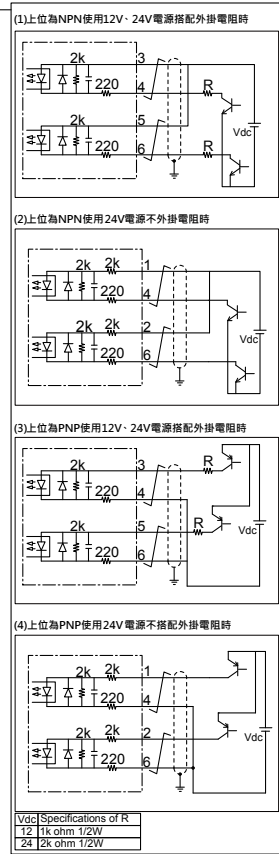 (1)上位為NPN使用12V、24V電源搭配外掛電阻時
2k 3
220 4 R
2k 5
220 6 R
Vdc
(2)上位為NPN使用24V電源不外掛電阻時
2k 2k 1
220 4
2k 2k 2
220 6
Vdc
(3)上位為PNP使用12V、24V電源搭配外掛電阻時
2k 3 R
220 4
2k 5 R
220 6
Vdc
(4)上位為PNP使用24V電源不搭配外掛電阻時
2k 2k 1
220 4
2k 2k 2
220 6
Vdc
Vdc Specifications of R
12 1k ohm 1/2W
24 2k ohm 1/2W